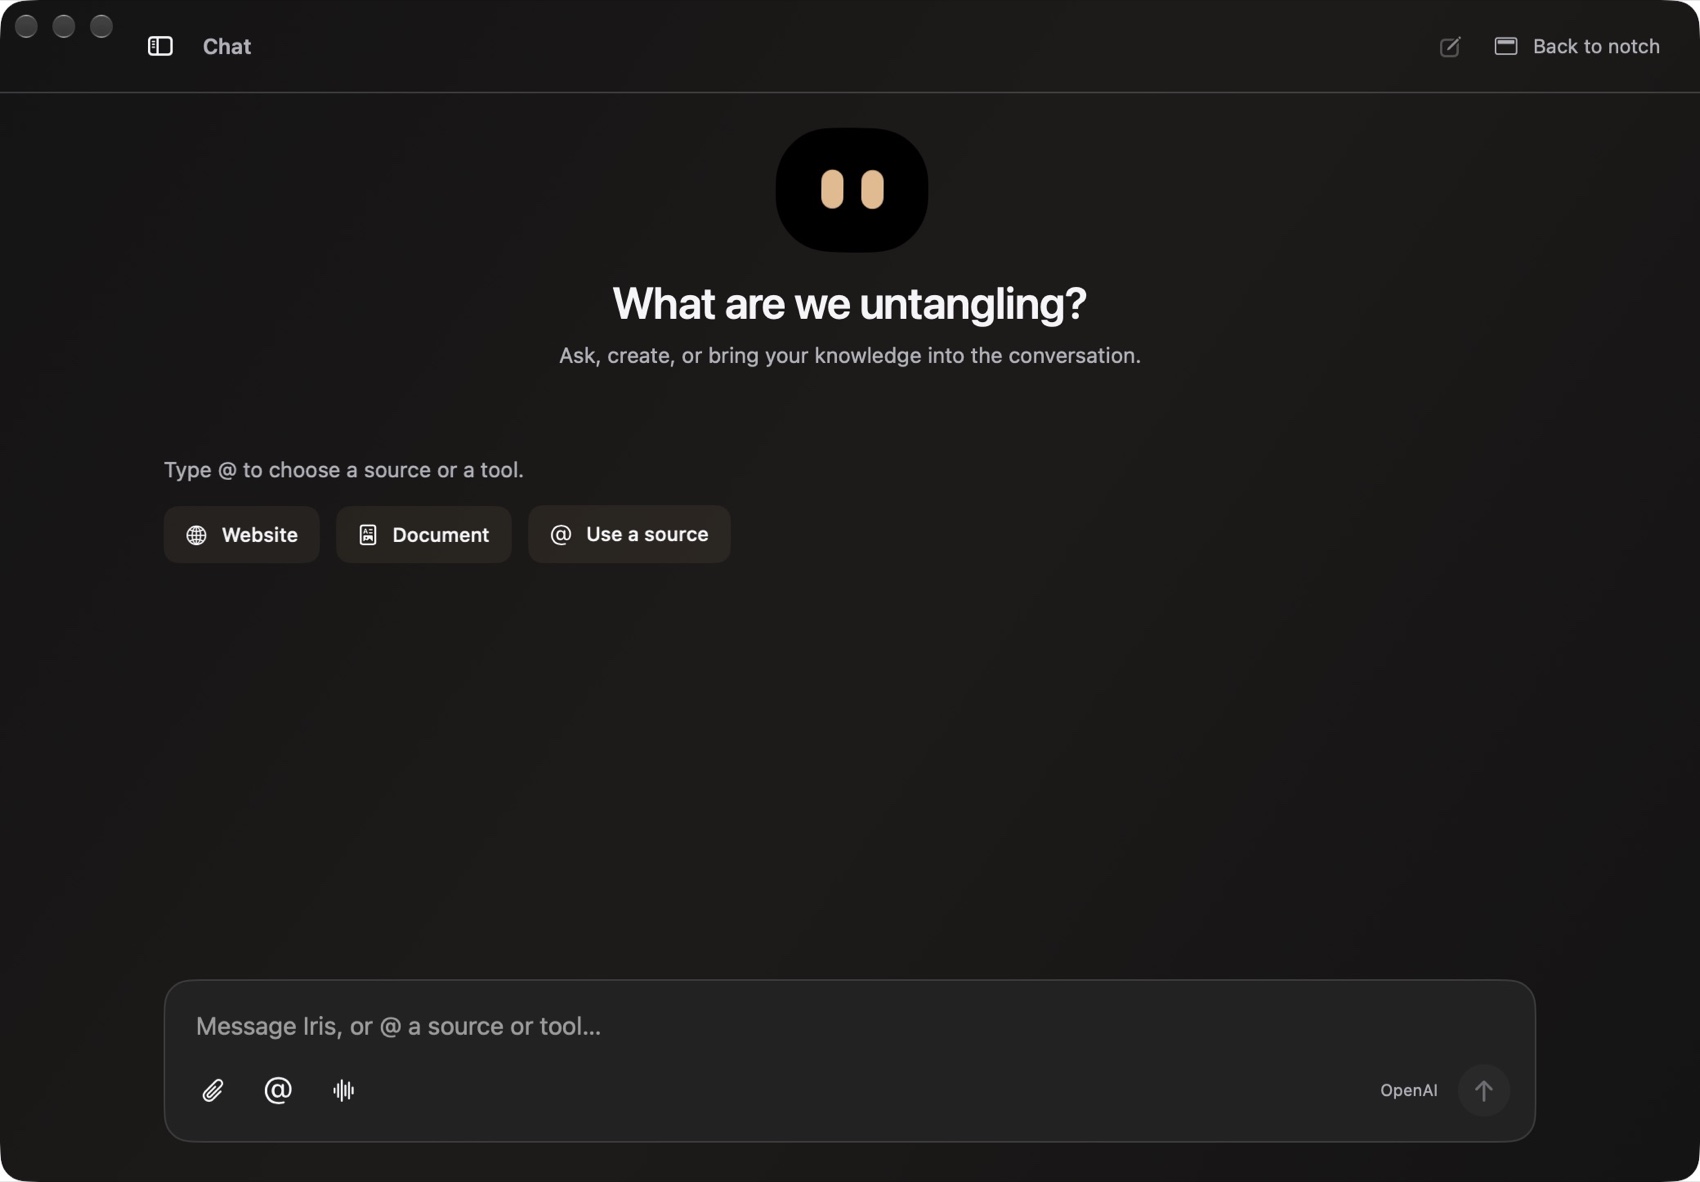 Chat
Back to notch
What are we untangling?
Ask, create, or bring your knowledge into the conversation.
Type @ to choose a source or a tool.
Website
Document
@ Use a source
Message Iris, or @ a source or tool...
@
OpenAI